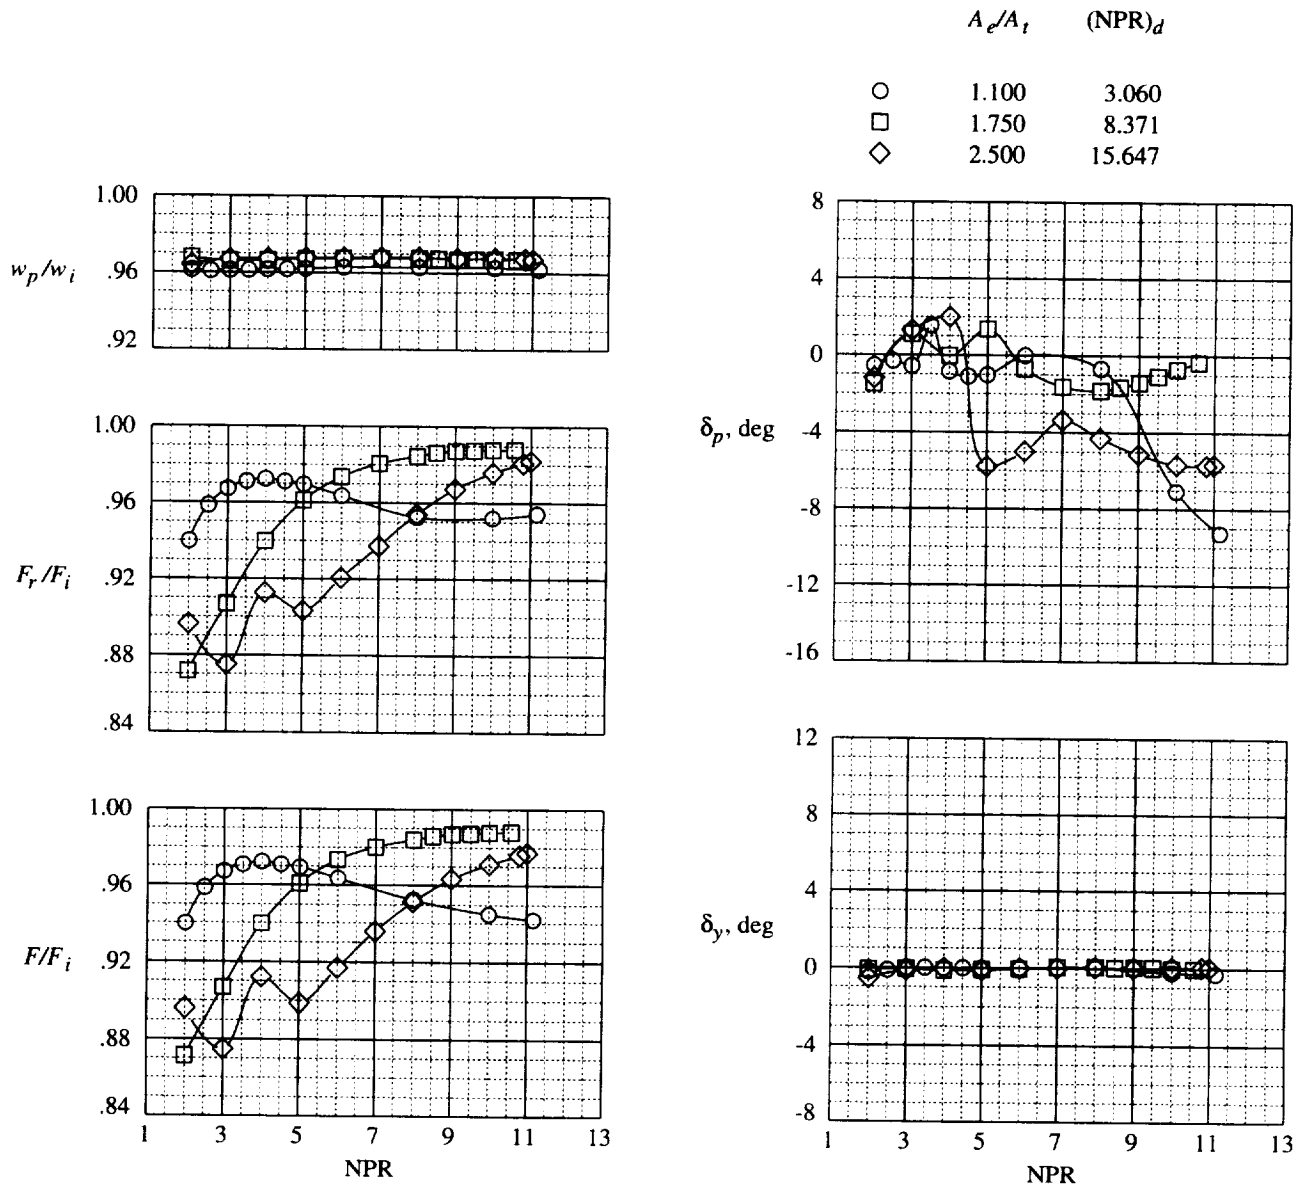 A_e/A_t (NPR)_d
1.100 3.060
1.750 8.371
2.500 15.647
1.00
w_p/w_i .96
.92
1.00
.96
F_r/F_i .92
.88
.84
1.00
.96
F/F_i .92
.88
.84
1 3 5 7 9 11 13
NPR
8
4
0
δ_p, deg -4
-8
-12
-16
12
8
4
δ_y, deg
0
-4
-8
1 3 5 7 9 11 13
NPR